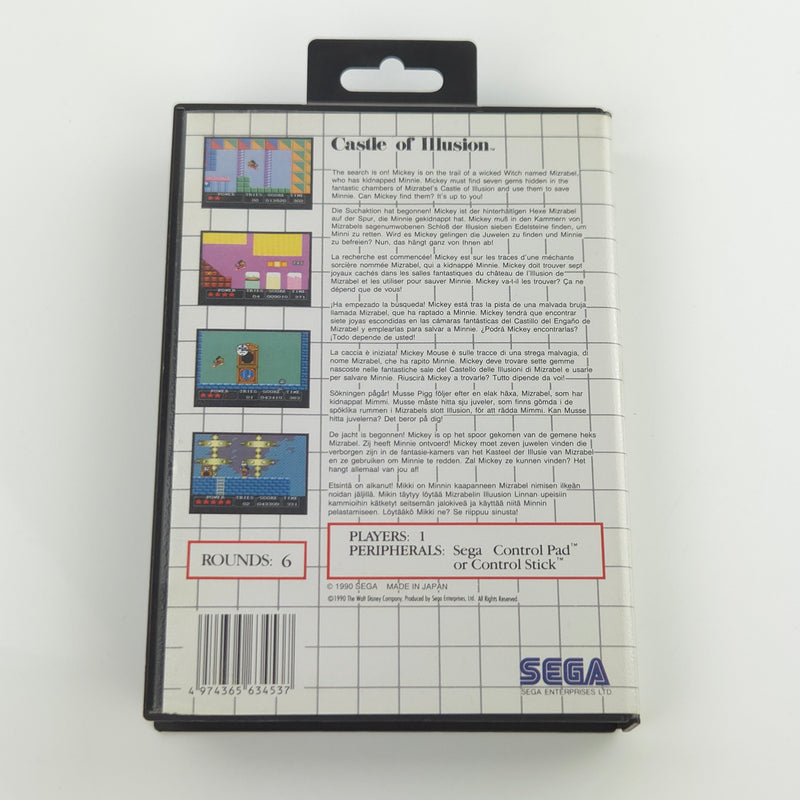 Castle of Illusion™
The search is on! Mickey is on the trail of a wicked Witch named Mizrabel,
who has kidnapped Minnie. Mickey must find seven gems hidden in the
fantastic chambers of Mizrabel's Castle of Illusion and use them to save
Minnie. Can Mickey find them? It's up to you!
Die Suchaktion hat begonnen! Mickey ist der hinterhältigen Hexe Mizrabel
auf der Spur, die Minnie gekidnappt hat. Mickey muß in den Kammern von
Mizrabels sagenumwobenen Schloß der Illusion sieben Edelsteine finden, um
Minni zu retten. Wird es Mickey gelingen die Juwelen zu finden und Minnie
zu befreien? Nun, das hängt ganz von Ihnen ab!
La recherche est commencée! Mickey est sur les traces d'une méchante
sorcière nommée Mizrabel, qui a kidnappé Minnie. Mickey doit trouver sept
joyaux cachés dans les salles fantastiques du château de l'Illusion de
Mizrabel et les utiliser pour sauver Minnie. Mickey va-t-il les trouver? Ça ne
dépend que de vous!
¡Ha empezado la búsqueda! Mickey está tras la pista de una malvada bruja
llamada Mizrabel, que ha raptado a Minnie. Mickey tendrá que encontrar
siete joyas escondidas en las cámaras fantásticas del Castillo del Engaño de
Mizrabel y emplearlas para salvar a Minnie. ¿Podrá Mickey encontrarlas?
¡Todo depende de usted!
La caccia è iniziata! Mickey Mouse è sulle tracce di una strega malvagia, di
nome Mizrabel, che ha rapito Minnie. Mickey deve trovare sette gemme
nascoste nelle fantastiche sale del Castello delle Illusioni di Mizrabel e usarle
per salvare Minnie. Riuscirà Mickey a trovarle? Tutto dipende da voi!
Sökningen pågår! Musse Pigg följer efter en elak häxa, Mizrabel, som har
kidnappat Mimmi. Musse måste hitta sju juveler, som finns gömda i de
spöklika rummen i Mizrabels slott Illusion, för att rädda Mimmi. Kan Musse
hitta juvelerna? Det beror på dig!
De jacht is begonnen! Mickey is op het spoor gekomen van de gemene heks
Mizrabel. Zij heeft Minnie ontvoerd! Mickey moet zeven juwelen vinden die
verborgen zijn in de fantasie-kamers van het Kasteel der Illusie van Mizrabel
en ze gebruiken om Minnie te redden. Zal Mickey ze kunnen vinden? Het
hangt allemaal van jou af!
Etsintä on alkanut! Mikki on Minnin kaapanneen Mizrabel nimisen ilkeän
noidan jäljillä. Mikin täytyy löytää Mizrabelin Illuusion Linnan upeisiin
kammioihin kätketyt seitsemän jalokiveä ja käyttää niitä Minnin
pelastamiseen. Löytääkö Mikki ne? Se riippuu sinusta!
POWER TRIES SCORE TIME
POWER TRIES SCORE TIME
POWER TRIES SCORE TIME
POWER TRIES SCORE TIME
ROUNDS: 6
PLAYERS: 1
PERIPHERALS: Sega Control Pad™
or Control Stick™
© 1990 SEGA MADE IN JAPAN
©1990 The Walt Disney Company. Produced by Sega Enterprises, Ltd. All Rights Reserved.
4 974365 634537
SEGA
SEGA ENTERPRISES LTD.